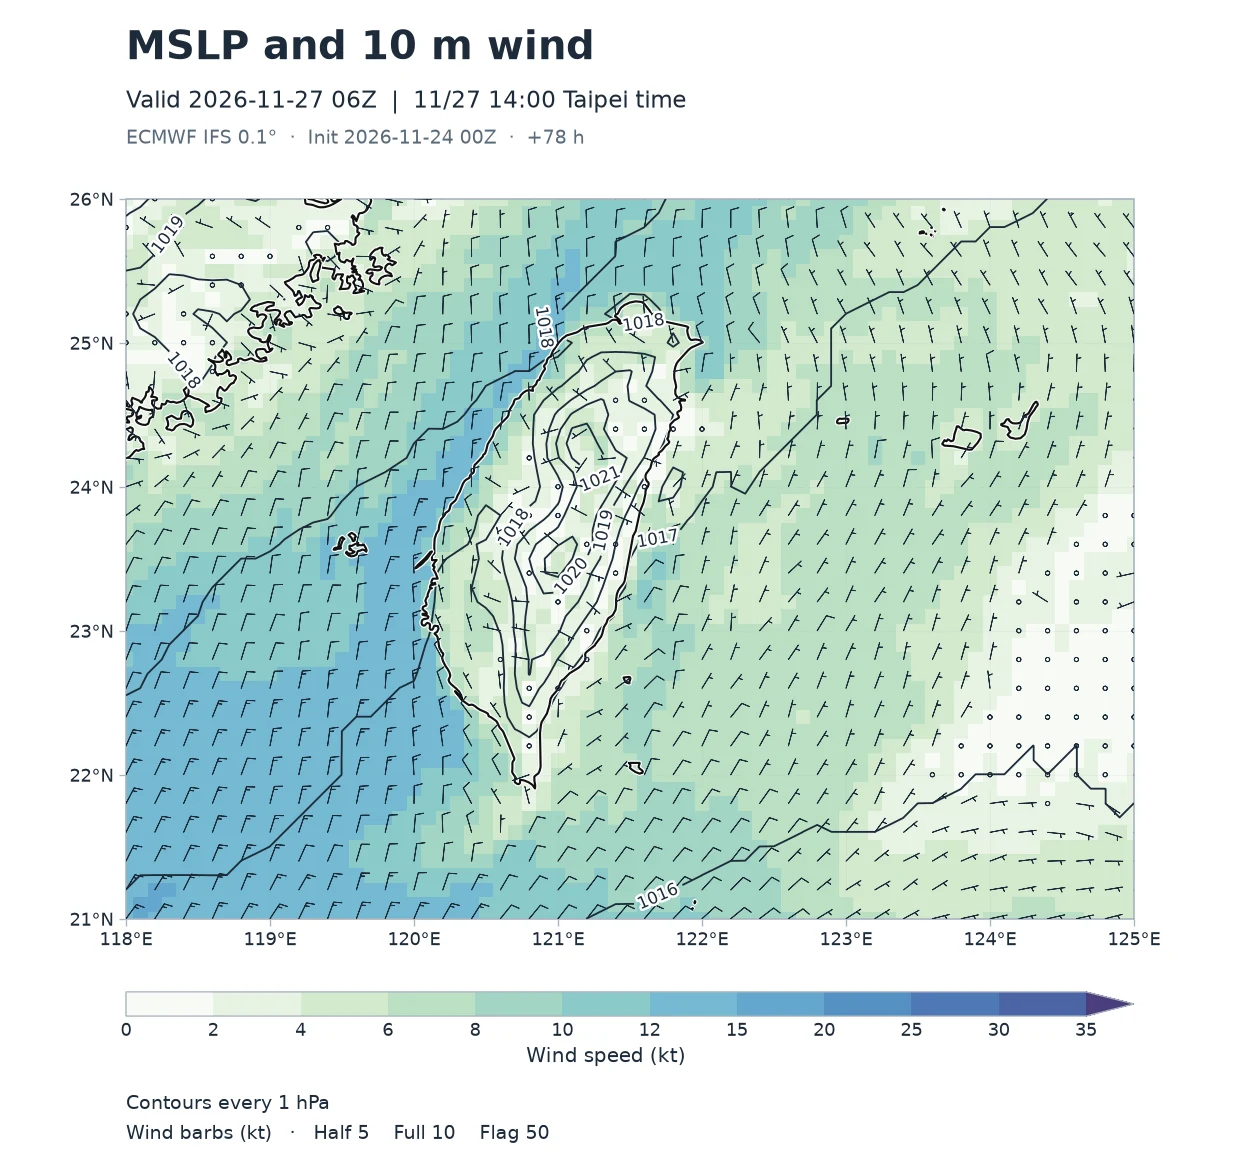 MSLP and 10 m wind
Valid 2026-11-27 06Z | 11/27 14:00 Taipei time
ECMWF IFS 0.1° · Init 2026-11-24 00Z · +78 h
26°N
25°N
24°N
23°N
22°N
21°N
1019
1018
1018
1018
1021
1018
1019
1017
1020
1016
118°E 119°E 120°E 121°E 122°E 123°E 124°E 125°E
0 2 4 6 8 10 12 15 20 25 30 35
Wind speed (kt)
Contours every 1 hPa
Wind barbs (kt) · Half 5 Full 10 Flag 50